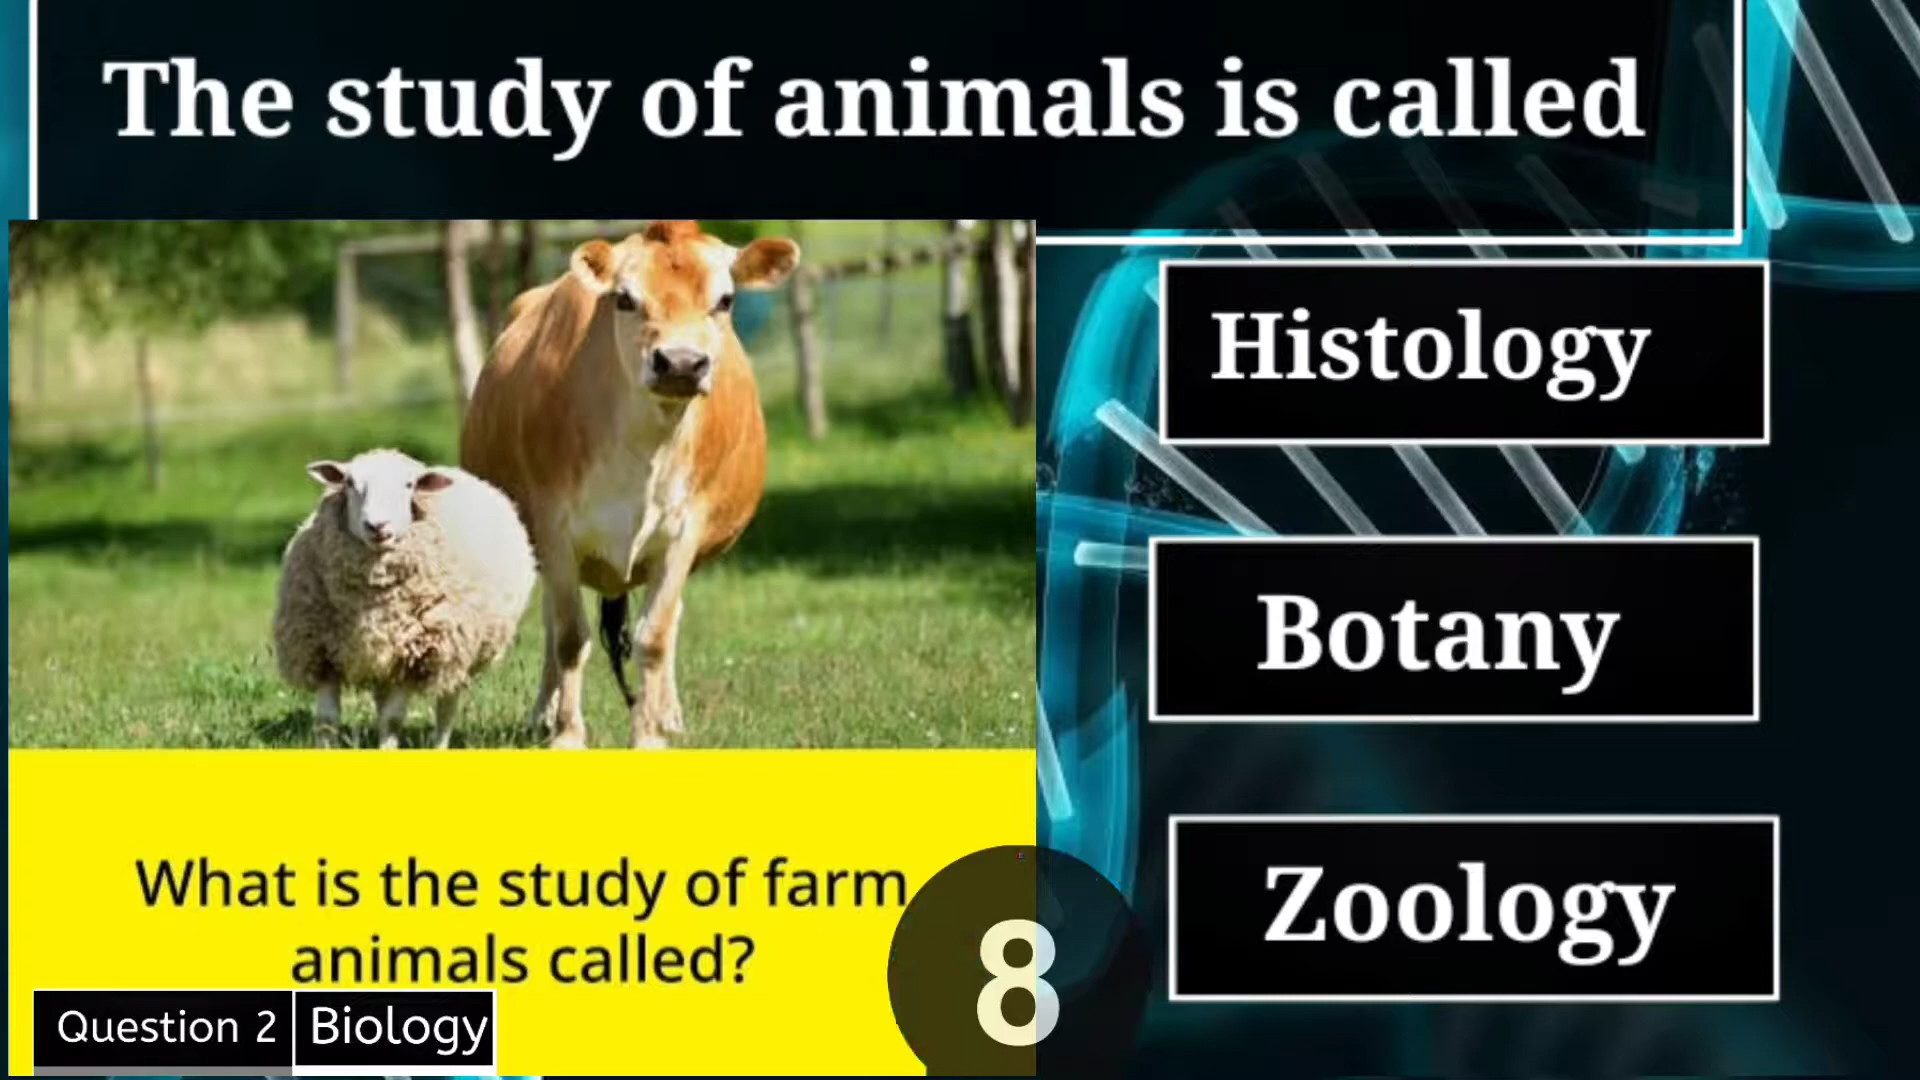 The study of animals is called
Histology
Botany
Zoology
What is the study of farm
animals called?
8
Question 2
Biology